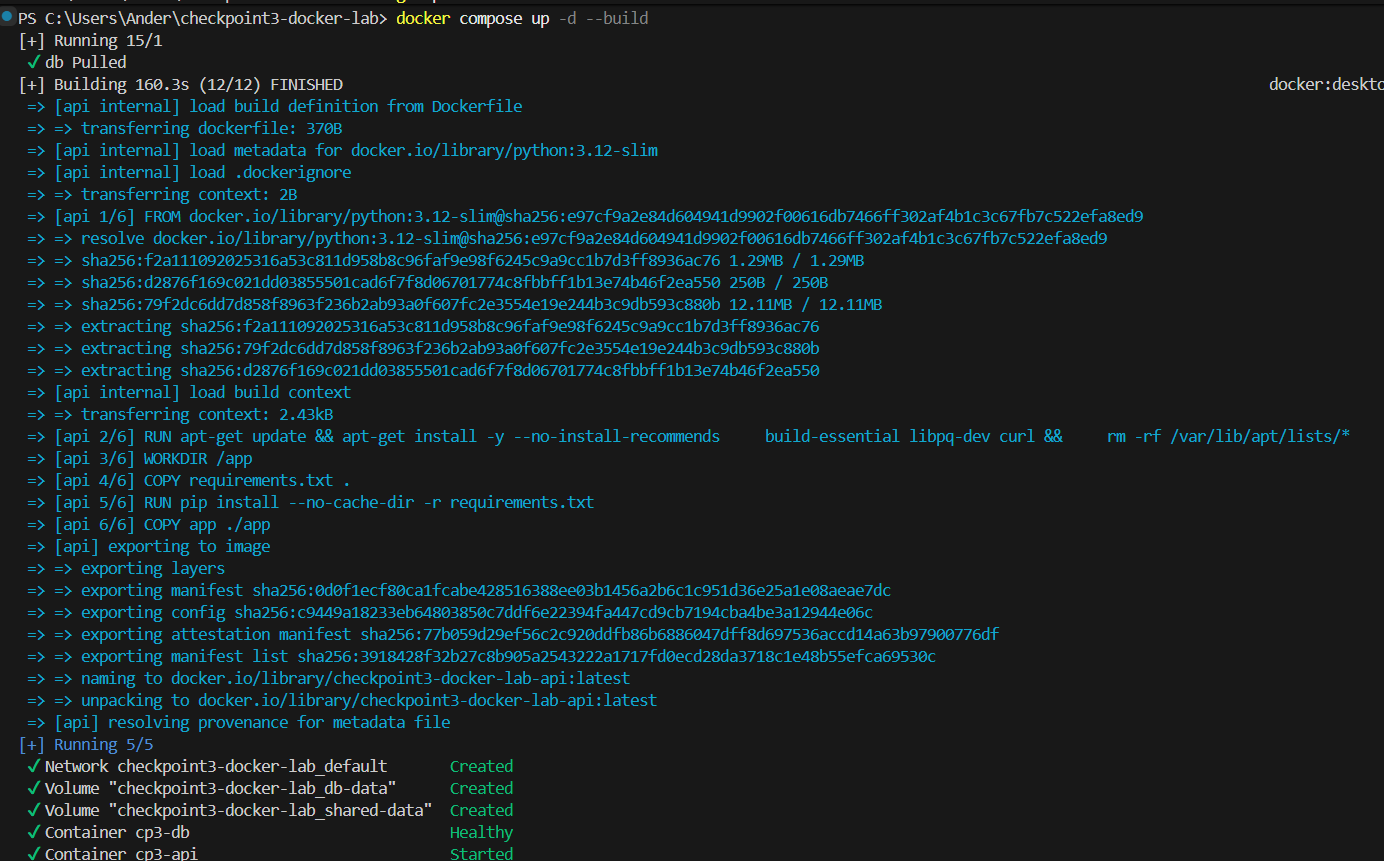 PS C:\Users\Ander\checkpoint3-docker-lab> docker compose up -d --build
[+] Running 15/1
✓ db Pulled
[+] Building 160.3s (12/12) FINISHED docker:deskto
=> [api internal] load build definition from Dockerfile
=> => transferring dockerfile: 370B
=> [api internal] load metadata for docker.io/library/python:3.12-slim
=> [api internal] load .dockerignore
=> => transferring context: 2B
=> [api 1/6] FROM docker.io/library/python:3.12-slim@sha256:e97cf9a2e84d604941d9902f00616db7466ff302af4b1c3c67fb7c522efa8ed9
=> => resolve docker.io/library/python:3.12-slim@sha256:e97cf9a2e84d604941d9902f00616db7466ff302af4b1c3c67fb7c522efa8ed9
=> => sha256:f2a111092025316a53c811d958b8c96faf9e98f6245c9a9cc1b7d3ff8936ac76 1.29MB / 1.29MB
=> => sha256:d2876f169c021dd03855501cad6f7f8d06701774c8fbbff1b13e74b46f2ea550 250B / 250B
=> => sha256:79f2dc6dd7d858f8963f236b2ab93a0f607fc2e3554e19e244b3c9db593c880b 12.11MB / 12.11MB
=> => extracting sha256:f2a111092025316a53c811d958b8c96faf9e98f6245c9a9cc1b7d3ff8936ac76
=> => extracting sha256:79f2dc6dd7d858f8963f236b2ab93a0f607fc2e3554e19e244b3c9db593c880b
=> => extracting sha256:d2876f169c021dd03855501cad6f7f8d06701774c8fbbff1b13e74b46f2ea550
=> [api internal] load build context
=> => transferring context: 2.43kB
=> [api 2/6] RUN apt-get update && apt-get install -y --no-install-recommends     build-essential libpq-dev curl &&     rm -rf /var/lib/apt/lists/*
=> [api 3/6] WORKDIR /app
=> [api 4/6] COPY requirements.txt .
=> [api 5/6] RUN pip install --no-cache-dir -r requirements.txt
=> [api 6/6] COPY app ./app
=> [api] exporting to image
=> => exporting layers
=> => exporting manifest sha256:0d0f1ecf80ca1fcabe428516388ee03b1456a2b6c1c951d36e25a1e08aeae7dc
=> => exporting config sha256:c9449a18233eb64803850c7ddf6e22394fa447cd9cb7194cba4be3a12944e06c
=> => exporting attestation manifest sha256:77b059d29ef56c2c920ddfb86b6886047dff8d697536accd14a63b97900776df
=> => exporting manifest list sha256:3918428f32b27c8b905a2543222a1717fd0ecd28da3718c1e48b55efca69530c
=> => naming to docker.io/library/checkpoint3-docker-lab-api:latest
=> => unpacking to docker.io/library/checkpoint3-docker-lab-api:latest
=> [api] resolving provenance for metadata file
[+] Running 5/5
✓ Network checkpoint3-docker-lab_default Created
✓ Volume "checkpoint3-docker-lab_db-data" Created
✓ Volume "checkpoint3-docker-lab_shared-data" Created
✓ Container cp3-db Healthy
✓ Container cp3-api Started